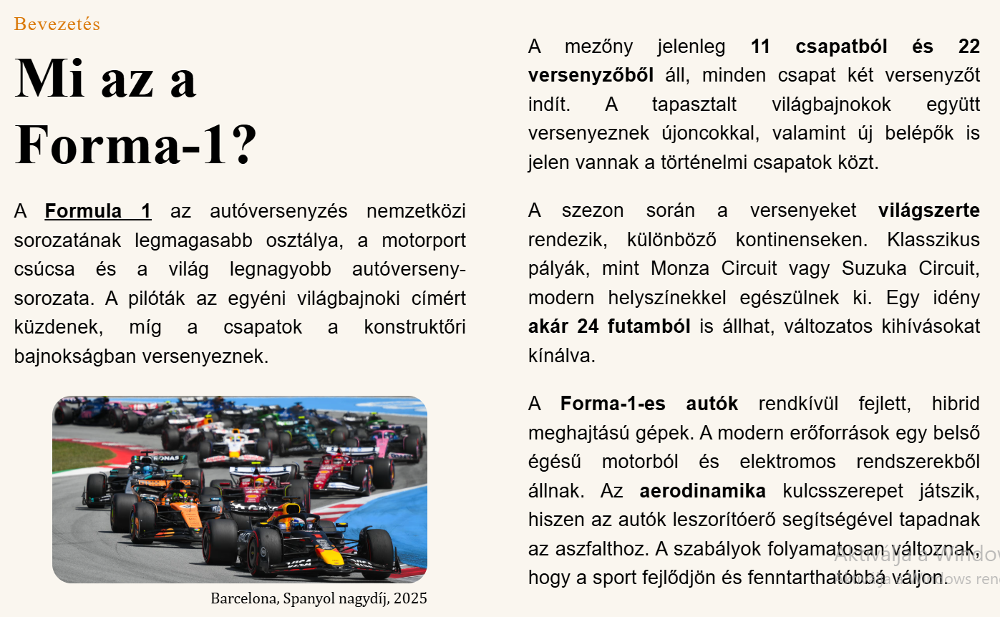 Bevezetés
Mi az a
Forma-1?
A Formula 1 az autóversenyzés nemzetközi
sorozatának legmagasabb osztálya, a motorport
csúcsa és a világ legnagyobb autóverseny-
sorozata. A pilóták az egyéni világbajnoki címért
küzdenek, míg a csapatok a konstruktőri
bajnokságban versenyeznek.
Barcelona, Spanyol nagydíj, 2025
A mezőny jelenleg 11 csapatból és 22
versenyzőből áll, minden csapat két versenyzőt
indít. A tapasztalt világbajnokok együtt
versenyeznek újoncokkal, valamint új belépők is
jelen vannak a történelmi csapatok közt.
A szezon során a versenyeket világszerte
rendezik, különböző kontinenseken. Klasszikus
pályák, mint Monza Circuit vagy Suzuka Circuit,
modern helyszínekkel egészülnek ki. Egy idény
akár 24 futamból is állhat, változatos kihívásokat
kínálva.
A Forma-1-es autók rendkívül fejlett, hibrid
meghajtású gépek. A modern erőforrások egy belső
égésű motorból és elektromos rendszerekből
állnak. Az aerodinamika kulcsszerepet játszik,
hiszen az autók leszorítóerő segítségével tapadnak
az aszfalthoz. A szabályok folyamatosan változnak,
hogy a sport fejlődjön és fenntarthatóbbá váljon.
Aktiválja a Windo
Aktiválja a Windows ren